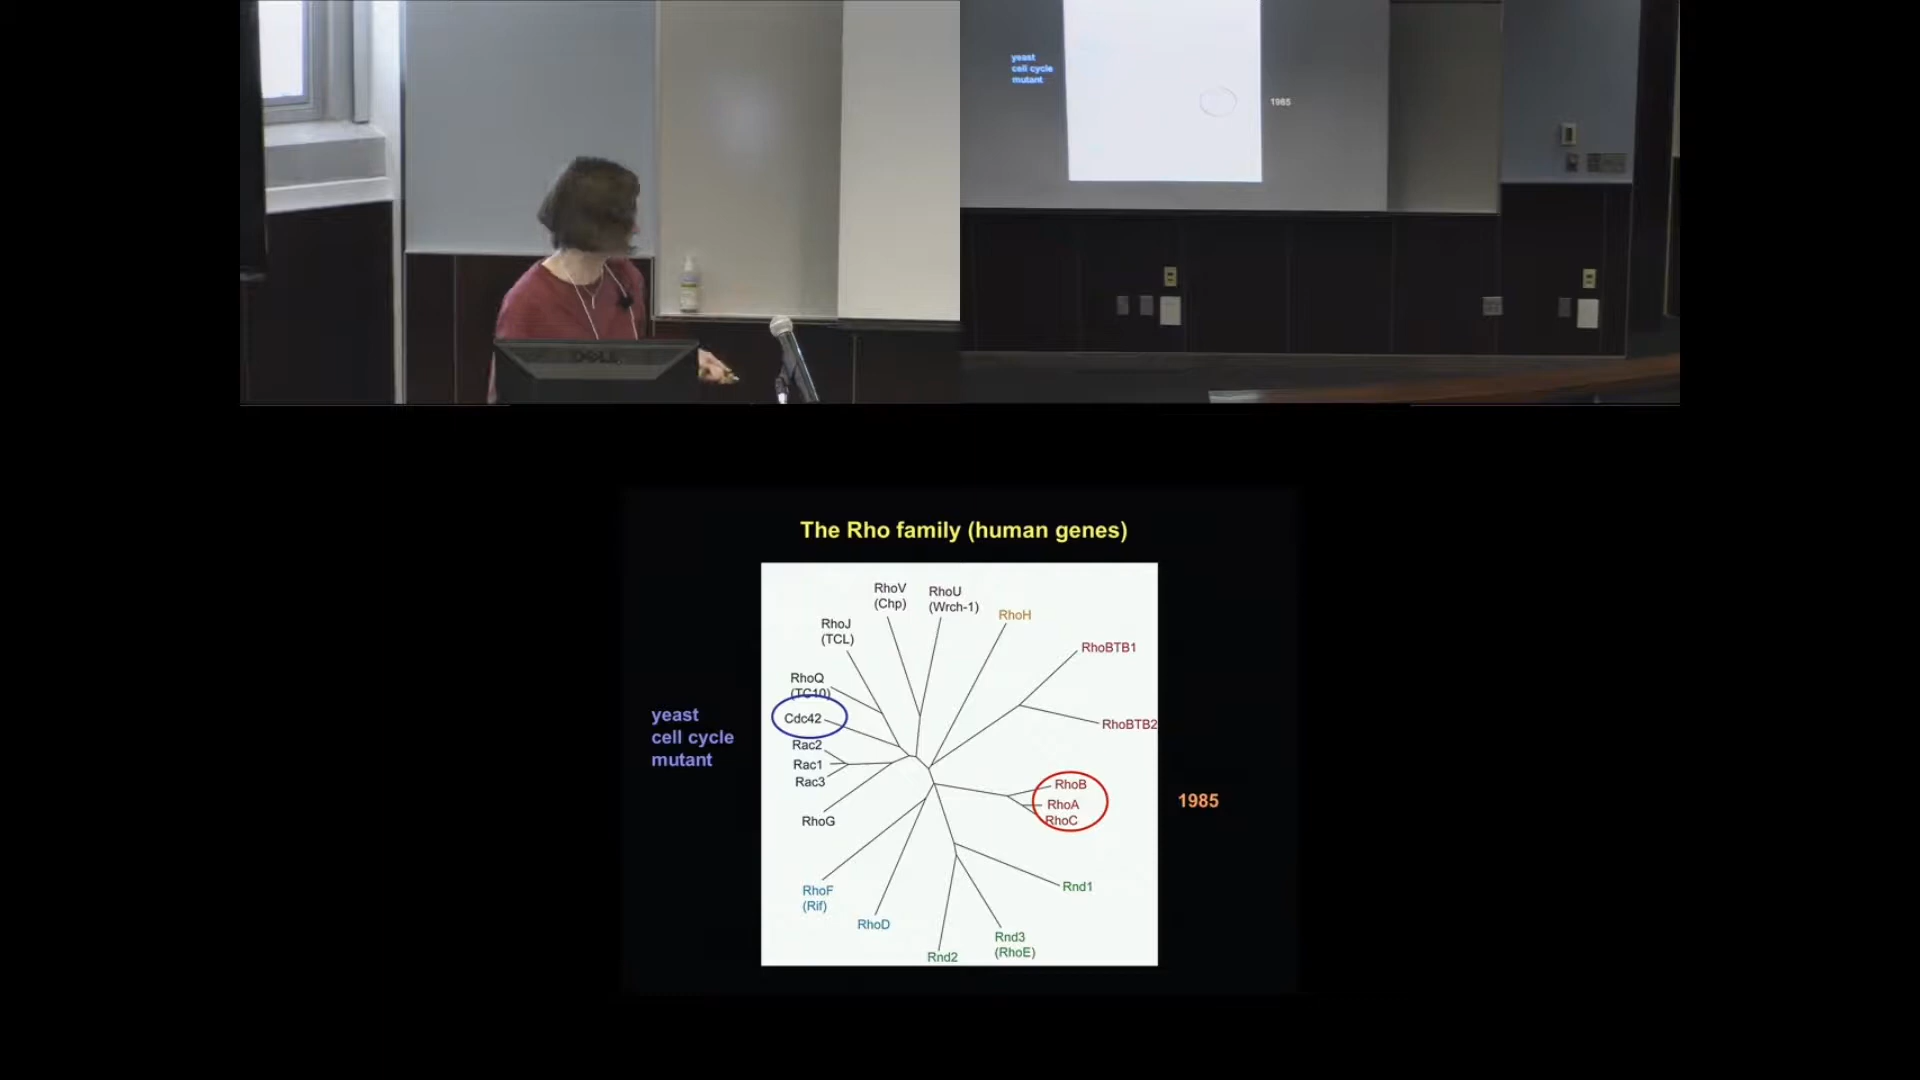 yeast
cell cycle
mutant
1985
DELL
The Rho family (human genes)
RhoV
(Chp)
RhoU
(Wrch-1)
RhoH
RhoJ
(TCL)
RhoBTB1
RhoQ
(TC10)
Cdc42
RhoBTB2
yeast
cell cycle
mutant
Rac2
Rac1
Rac3
RhoB
RhoA
RhoC
1985
RhoG
Rnd1
RhoF
(Rif)
RhoD
Rnd3
(RhoE)
Rnd2